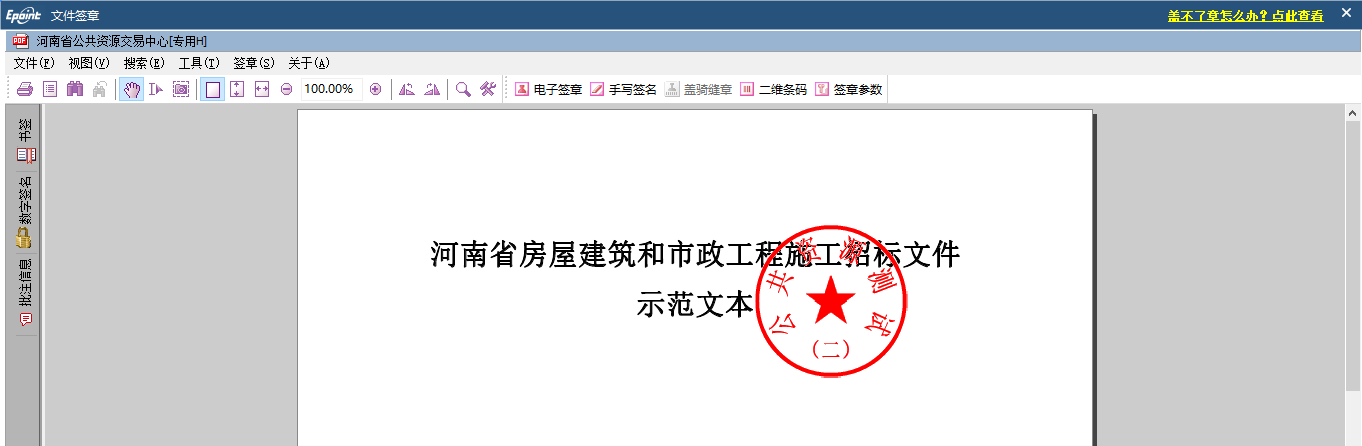 Epoint 文件签章 盖不了章怎么办？点此查看
PDF 河南省公共资源交易中心[专用H]
文件(F) 视图(V) 搜索(E) 工具(T) 签章(S) 关于(A)
100.00% 电子签章 手写签名 盖骑缝章 二维条码 签章参数
书签
数字签名
批注信息
河南省房屋建筑和市政工程施工招标文件
示范文本
公共资源测试
(二)